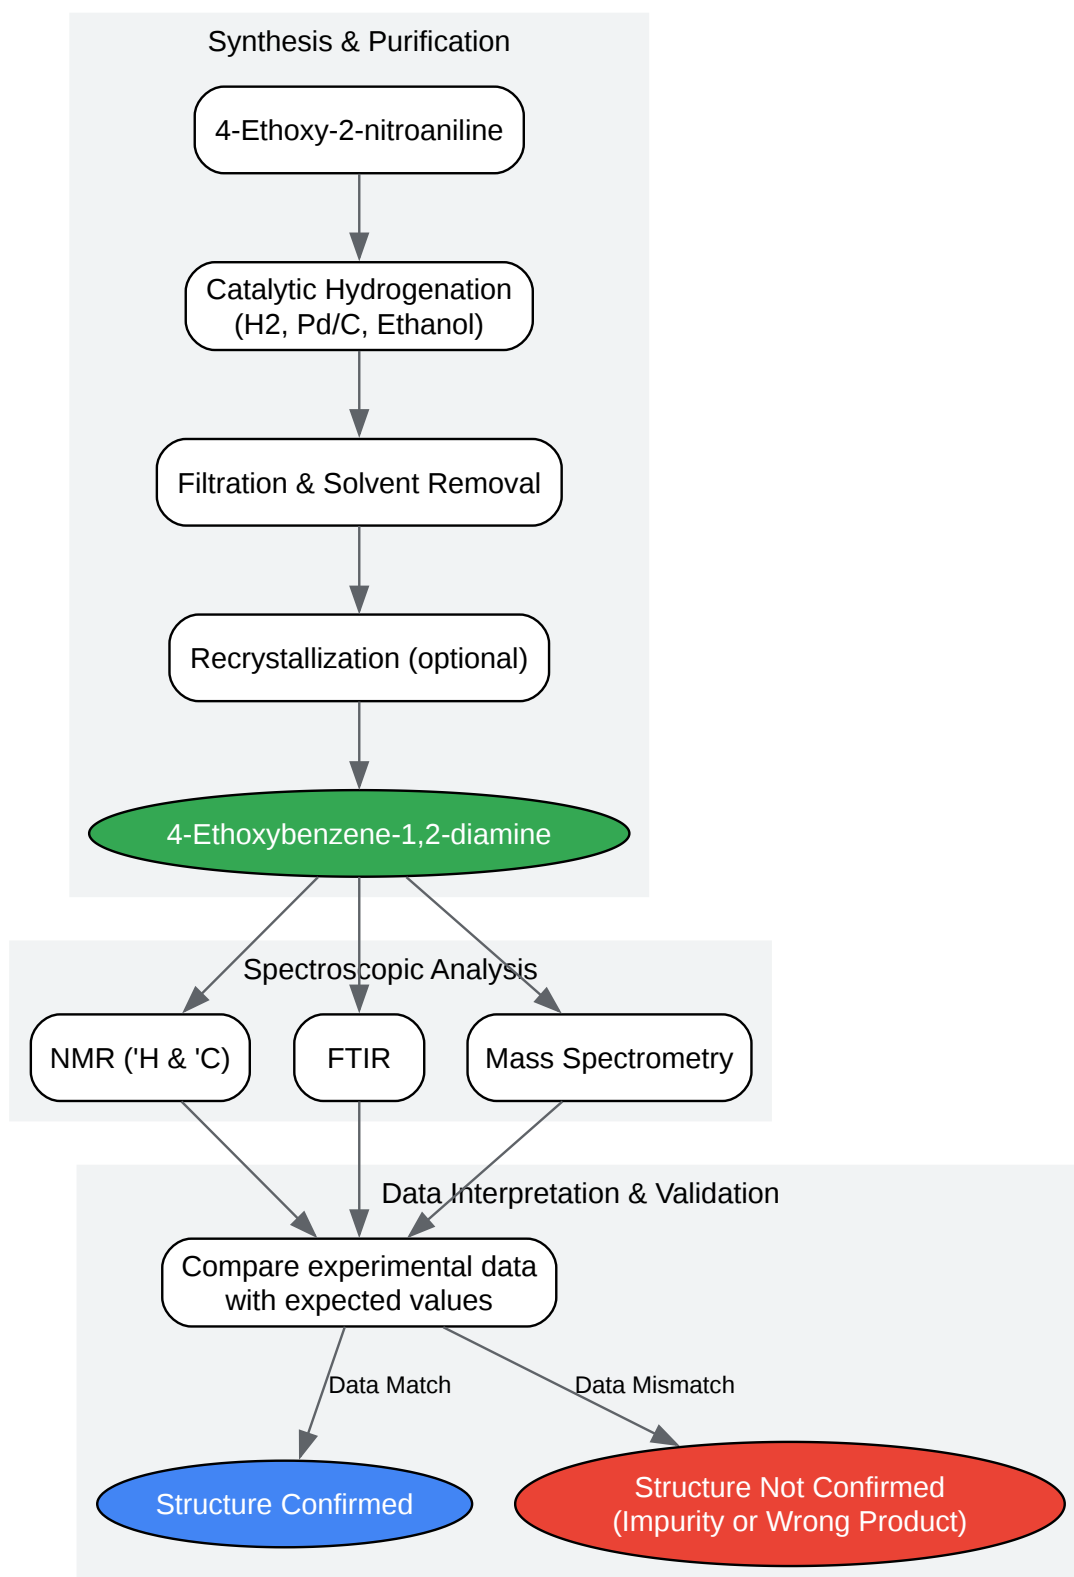 Synthesis & Purification
4-Ethoxy-2-nitroaniline
Catalytic Hydrogenation
(H2, Pd/C, Ethanol)
Filtration & Solvent Removal
Recrystallization (optional)
4-Ethoxybenzene-1,2-diamine
Spectroscopic Analysis
NMR ('H & 'C)
FTIR
Mass Spectrometry
Data Interpretation & Validation
Compare experimental data
with expected values
Data Match
Data Mismatch
Structure Confirmed
Structure Not Confirmed
(Impurity or Wrong Product)